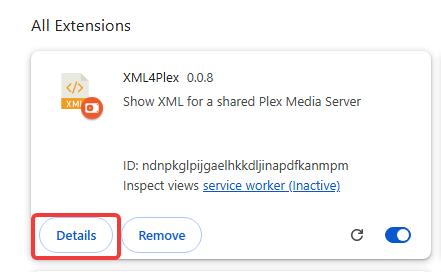 All Extensions
XML4Plex 0.0.8
Show XML for a shared Plex Media Server
XML
ID: ndnpkglpijgaelhkkdljinapdfkanmpm
Inspect views service worker (Inactive)
Details Remove